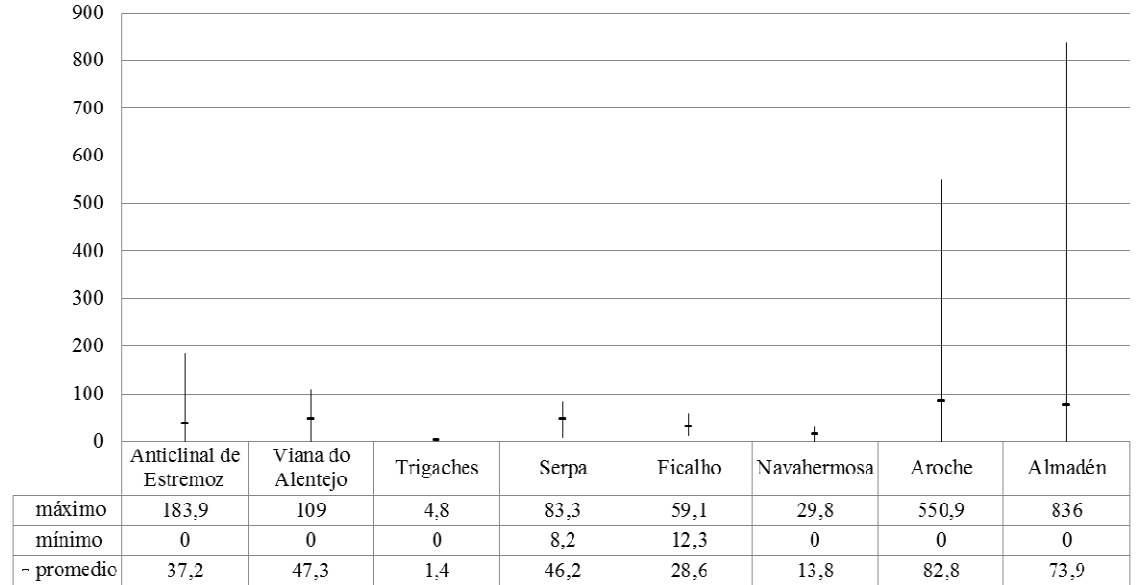 900
800
700
600
500
400
300
200
100
0
Anticlinal de Estremoz Viana do Alentejo Trigaches Serpa Ficalho Navahermosa Aroche Almadén
máximo 183,9 109 4,8 83,3 59,1 29,8 550,9 836
mínimo 0 0 0 8,2 12,3 0 0 0
- promedio 37,2 47,3 1,4 46,2 28,6 13,8 82,8 73,9